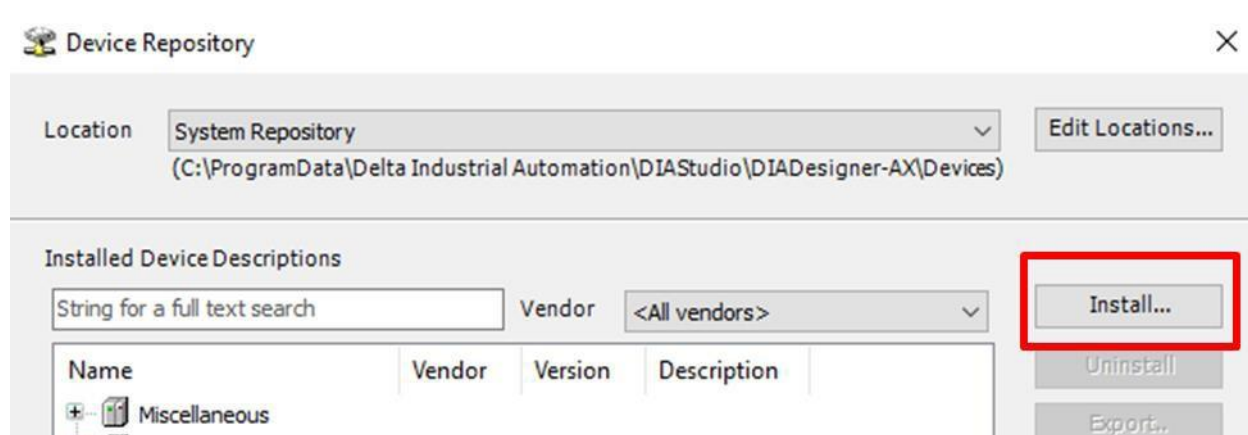 Device Repository
Location System Repository Edit Locations...
(C:\ProgramData\Delta Industrial Automation\DIAStudio\DIADesigner-AX\Devices)
Installed Device Descriptions
String for a full text search Vendor <All vendors> Install...
Name Vendor Version Description Uninstall
Miscellaneous Export..